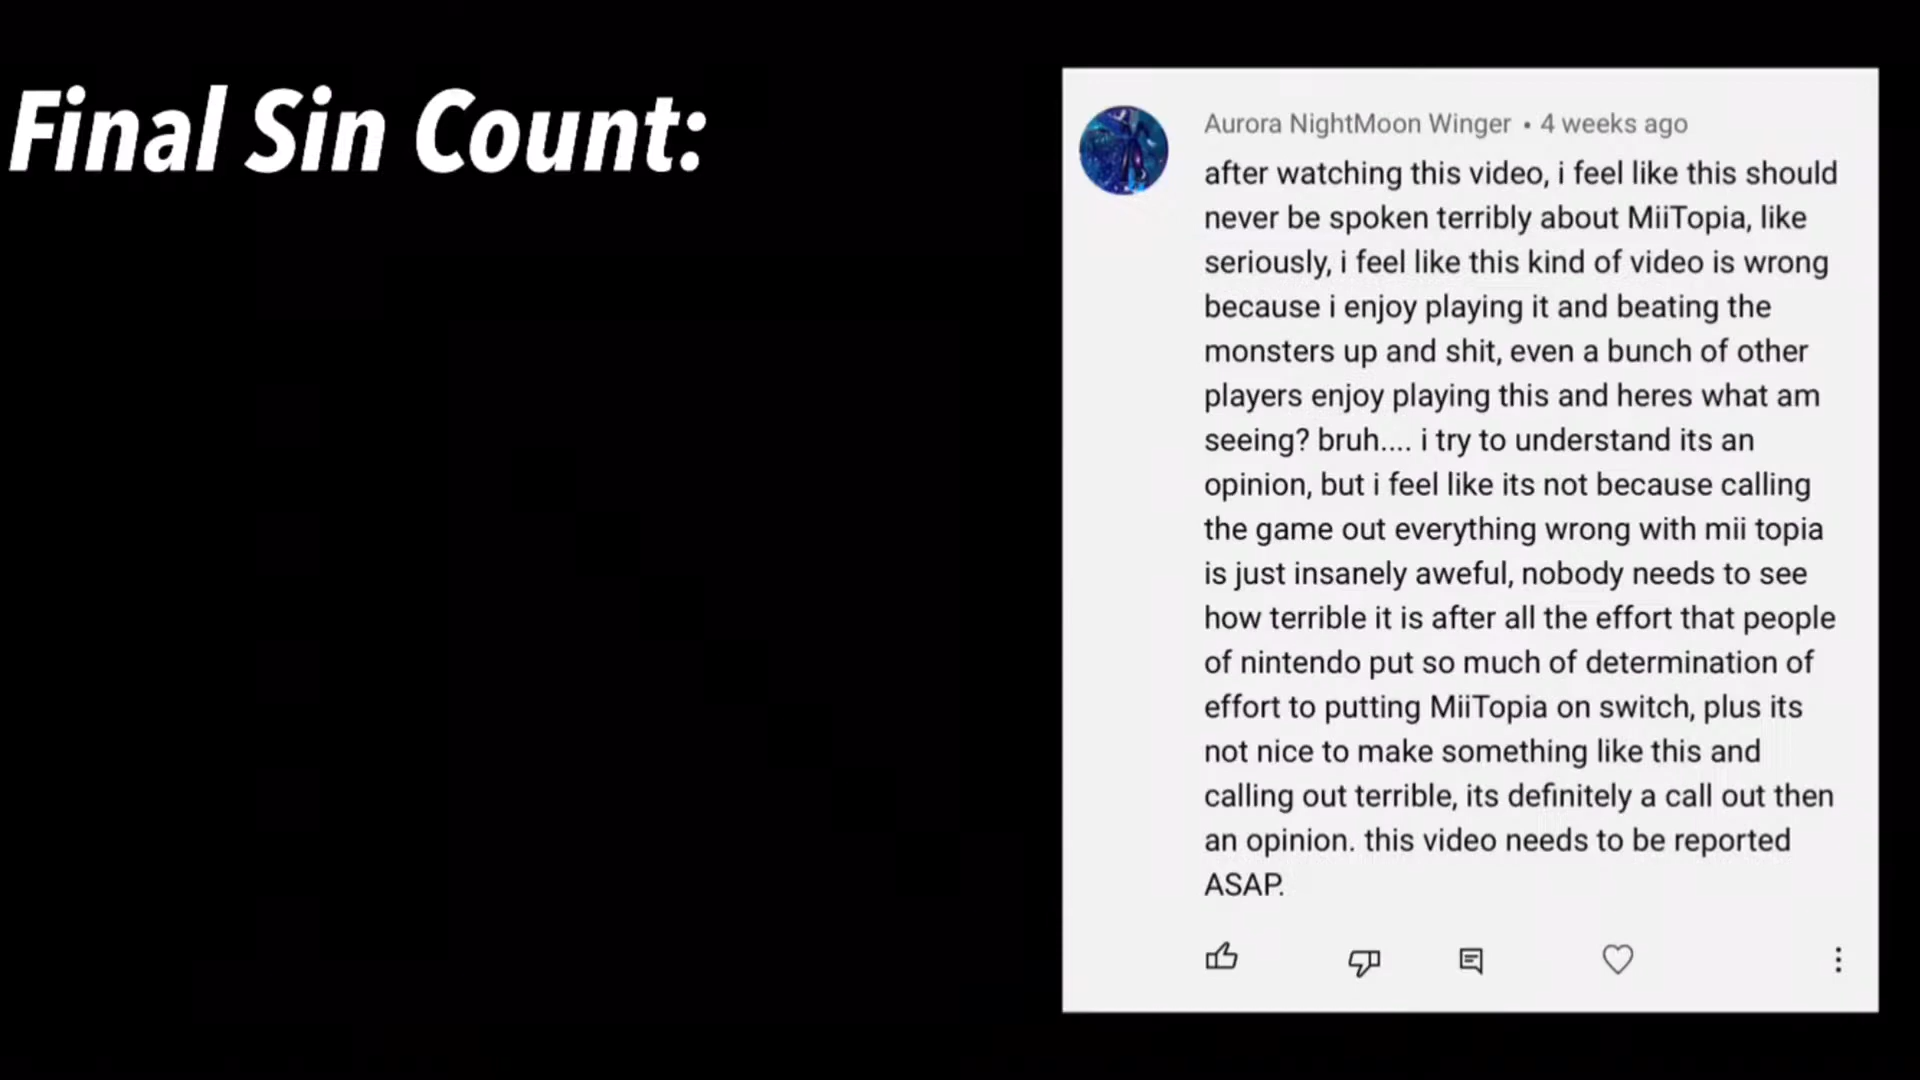 Final Sin Count:
Aurora NightMoon Winger • 4 weeks ago
after watching this video, i feel like this should
never be spoken terribly about MiiTopia, like
seriously, i feel like this kind of video is wrong
because i enjoy playing it and beating the
monsters up and shit, even a bunch of other
players enjoy playing this and heres what am
seeing? bruh.... i try to understand its an
opinion, but i feel like its not because calling
the game out everything wrong with mii topia
is just insanely aweful, nobody needs to see
how terrible it is after all the effort that people
of nintendo put so much of determination of
effort to putting MiiTopia on switch, plus its
not nice to make something like this and
calling out terrible, its definitely a call out then
an opinion. this video needs to be reported
ASAP.